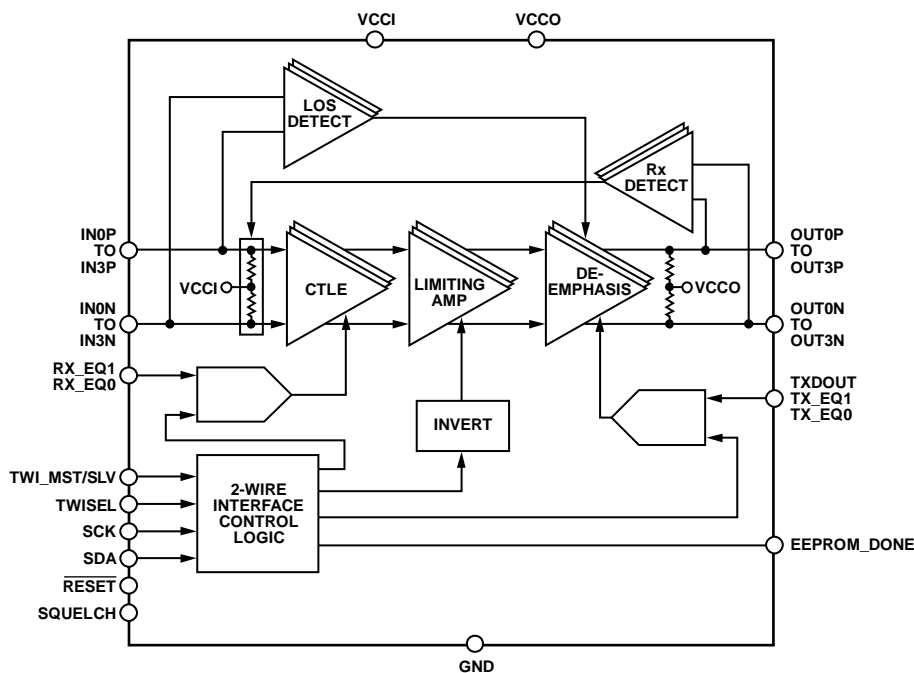 VCCI
VCCO
LOS
DETECT
Rx
DETECT
IN0P
TO
IN3P
OUT0P
TO
OUT3P
VCCI
CTLE
LIMITING
AMP
DE-
EMPHASIS
VCCO
IN0N
TO
IN3N
OUT0N
TO
OUT3N
RX_EQ1
RX_EQ0
TXDOUT
TX_EQ1
TX_EQ0
INVERT
TWI_MST/SLV
TWISEL
SCK
SDA
RESET
SQUELCH
2-WIRE
INTERFACE
CONTROL
LOGIC
EEPROM_DONE
GND